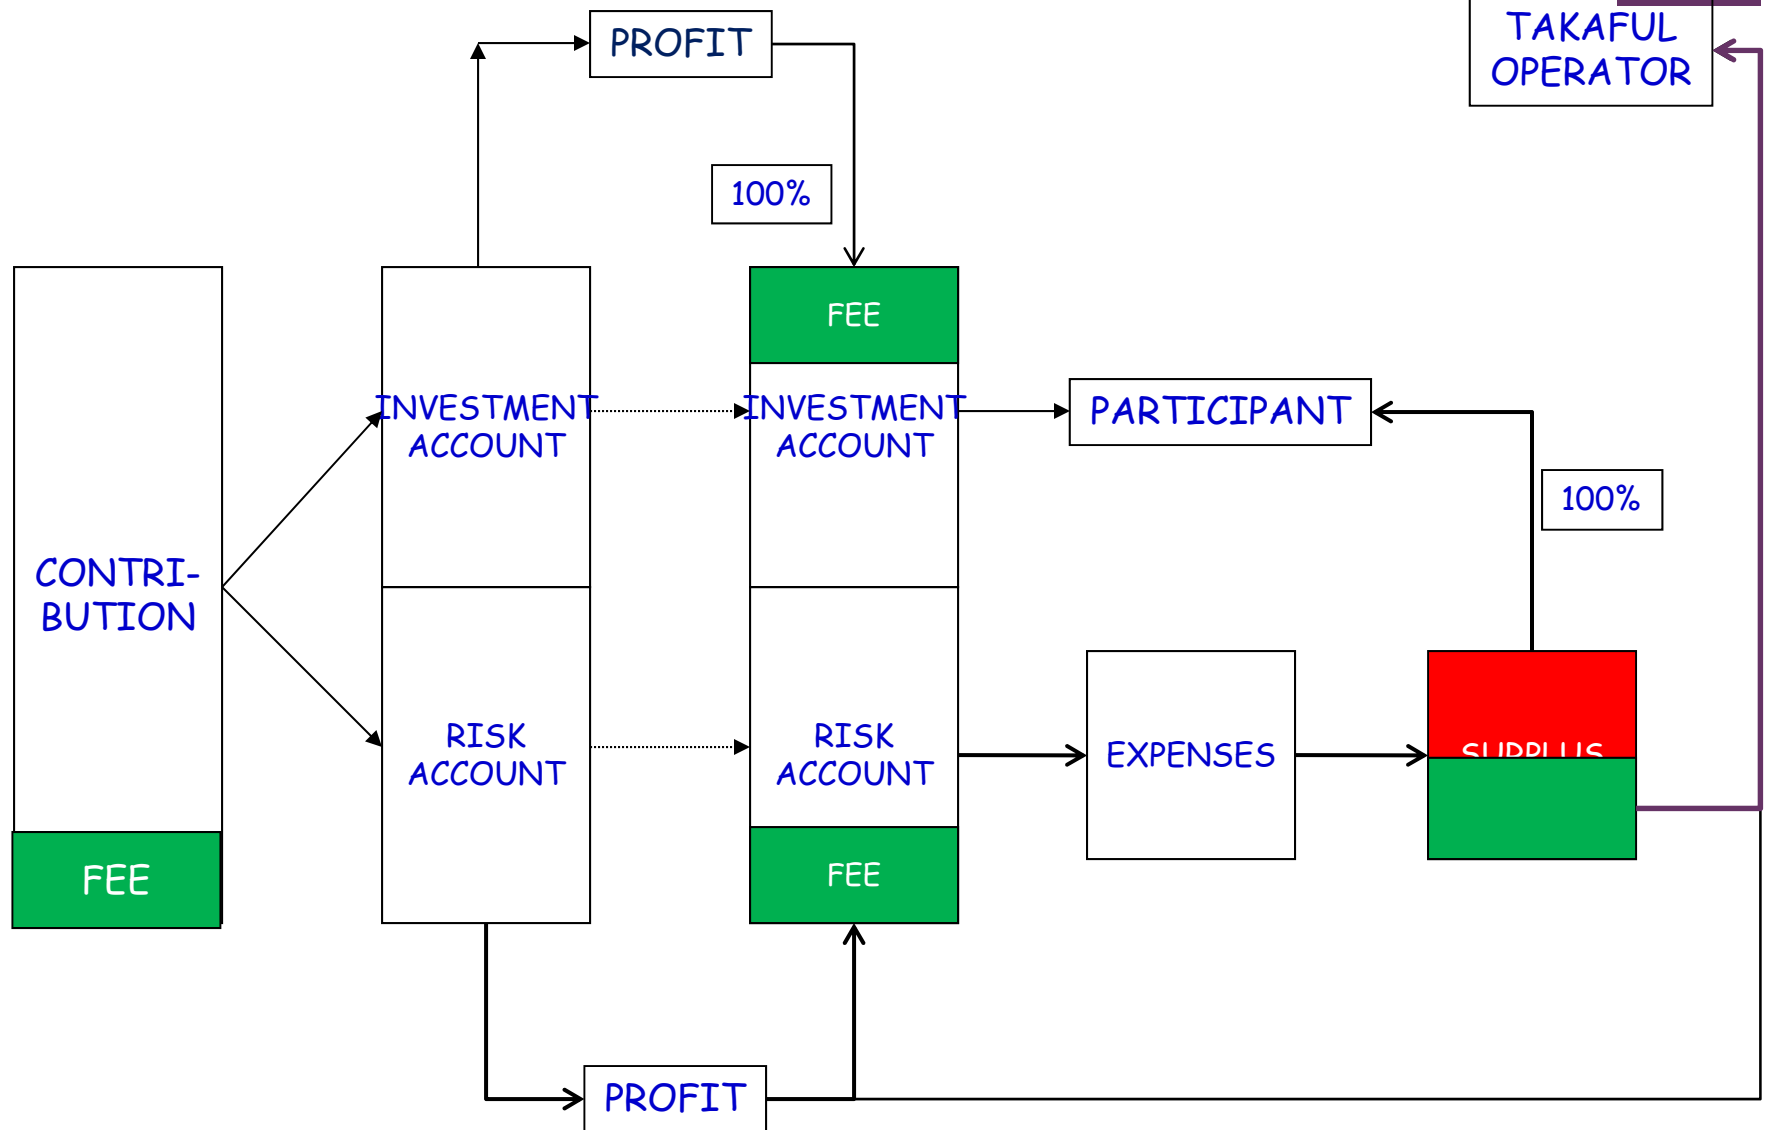 PROFIT
TAKAFUL
OPERATOR
100%
FEE
INVESTMENT
ACCOUNT
INVESTMENT
ACCOUNT
PARTICIPANT
100%
CONTRI-
BUTION
RISK
ACCOUNT
RISK
ACCOUNT
EXPENSES
SURPLUS
FEE
FEE
PROFIT